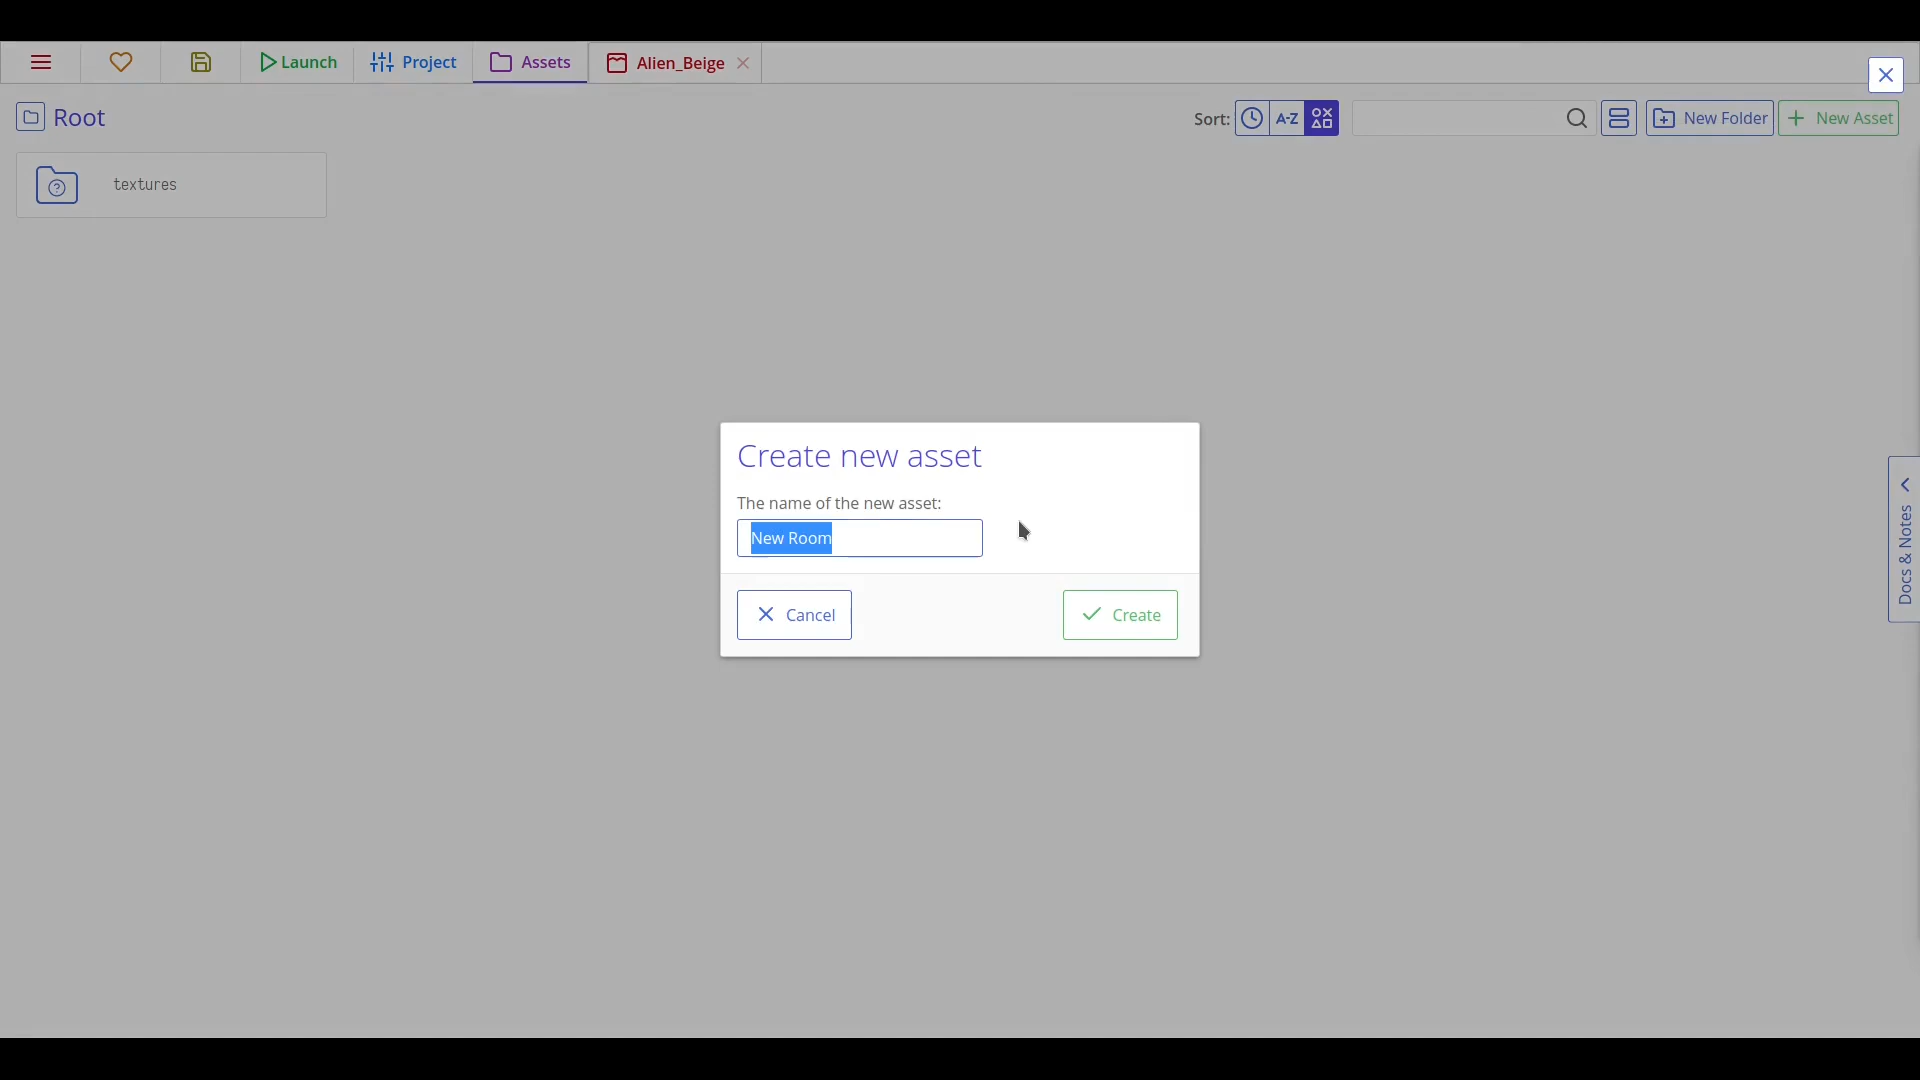 Launch Project Assets Alien_Beige
Root
Sort: A-Z New Folder New Asset
textures
Create new asset
The name of the new asset:
New Room
Cancel Create
Docs & Notes